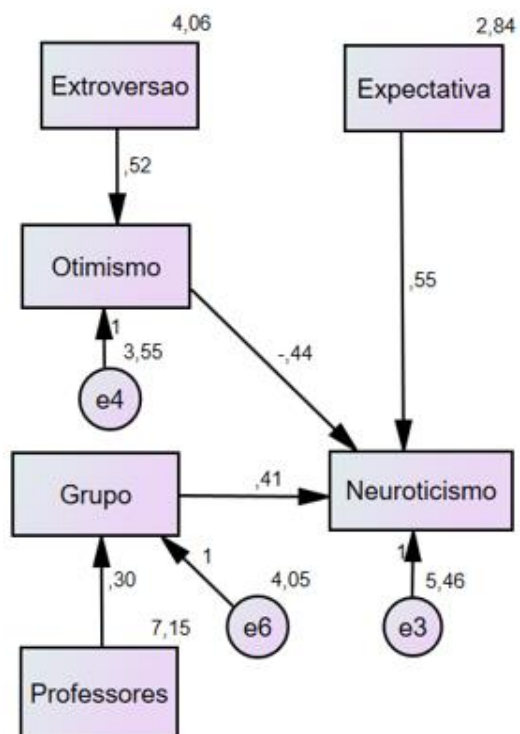 4,06
Extroversao
2,84
Expectativa
,52
Otimismo
1
3,55
e4
,55
-,44
Grupo
,41
Neuroticismo
,30
1
4,05
e6
1
5,46
e3
7,15
Professores